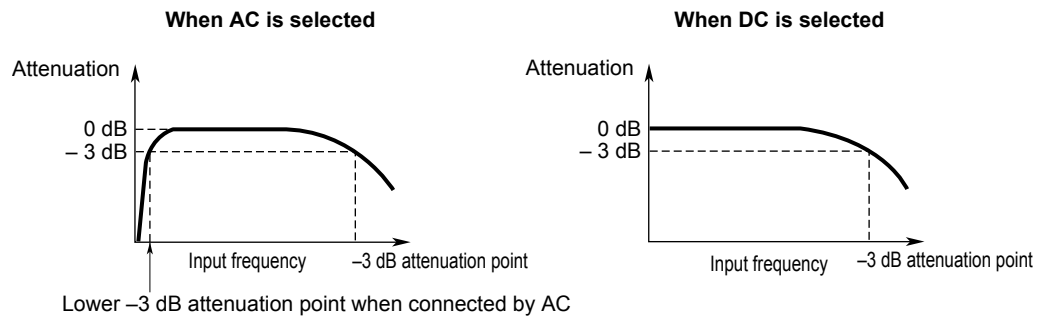 When AC is selected
Attenuation
0 dB
– 3 dB
Input frequency
–3 dB attenuation point
Lower –3 dB attenuation point when connected by AC
When DC is selected
Attenuation
0 dB
– 3 dB
Input frequency
–3 dB attenuation point